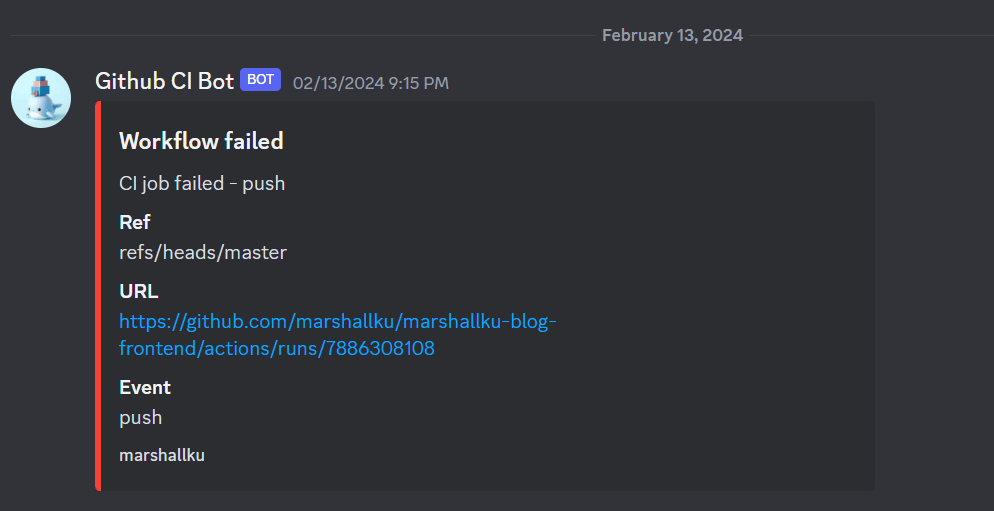 February 13, 2024
Github CI Bot BOT 02/13/2024 9:15 PM
Workflow failed
CI job failed - push
Ref
refs/heads/master
URL
https://github.com/marshallku/marshallku-blog-
frontend/actions/runs/7886308108
Event
push
marshallku